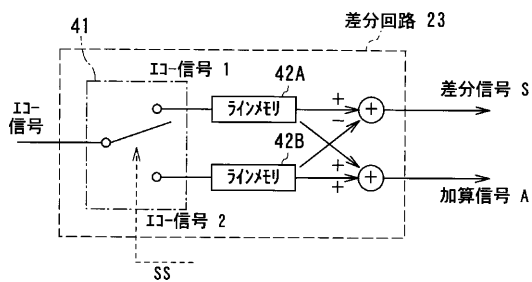 差分回路 23
41
ｴｺｰ信号 1
42A
ｴｺｰ
信号
ﾗｲﾝﾒﾓﾘ
+
−
+
差分信号 S
42B
ﾗｲﾝﾒﾓﾘ
+
+
+
加算信号 A
ｴｺｰ信号 2
SS